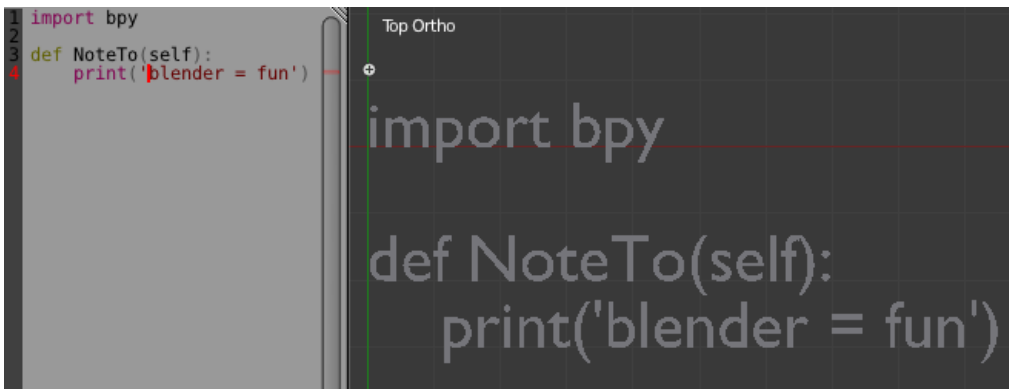 1 import bpy
2
3 def NoteTo(self):
4     print('blender = fun')
Top Ortho
import bpy
def NoteTo(self):
    print('blender = fun')